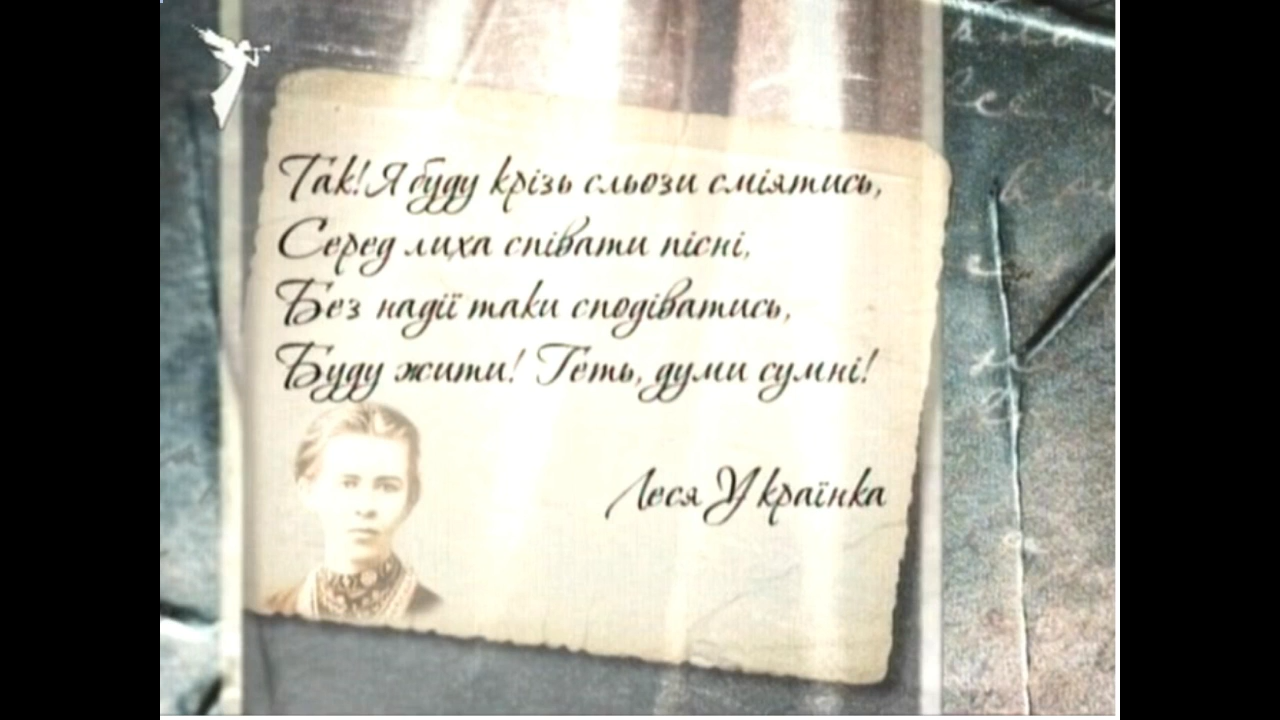 Так! Я буду крізь сльози сміятись,
Серед лиха співати пісні,
Без надії таки сподіватись,
Буду жити! Геть, думи сумні!
Леся Українка